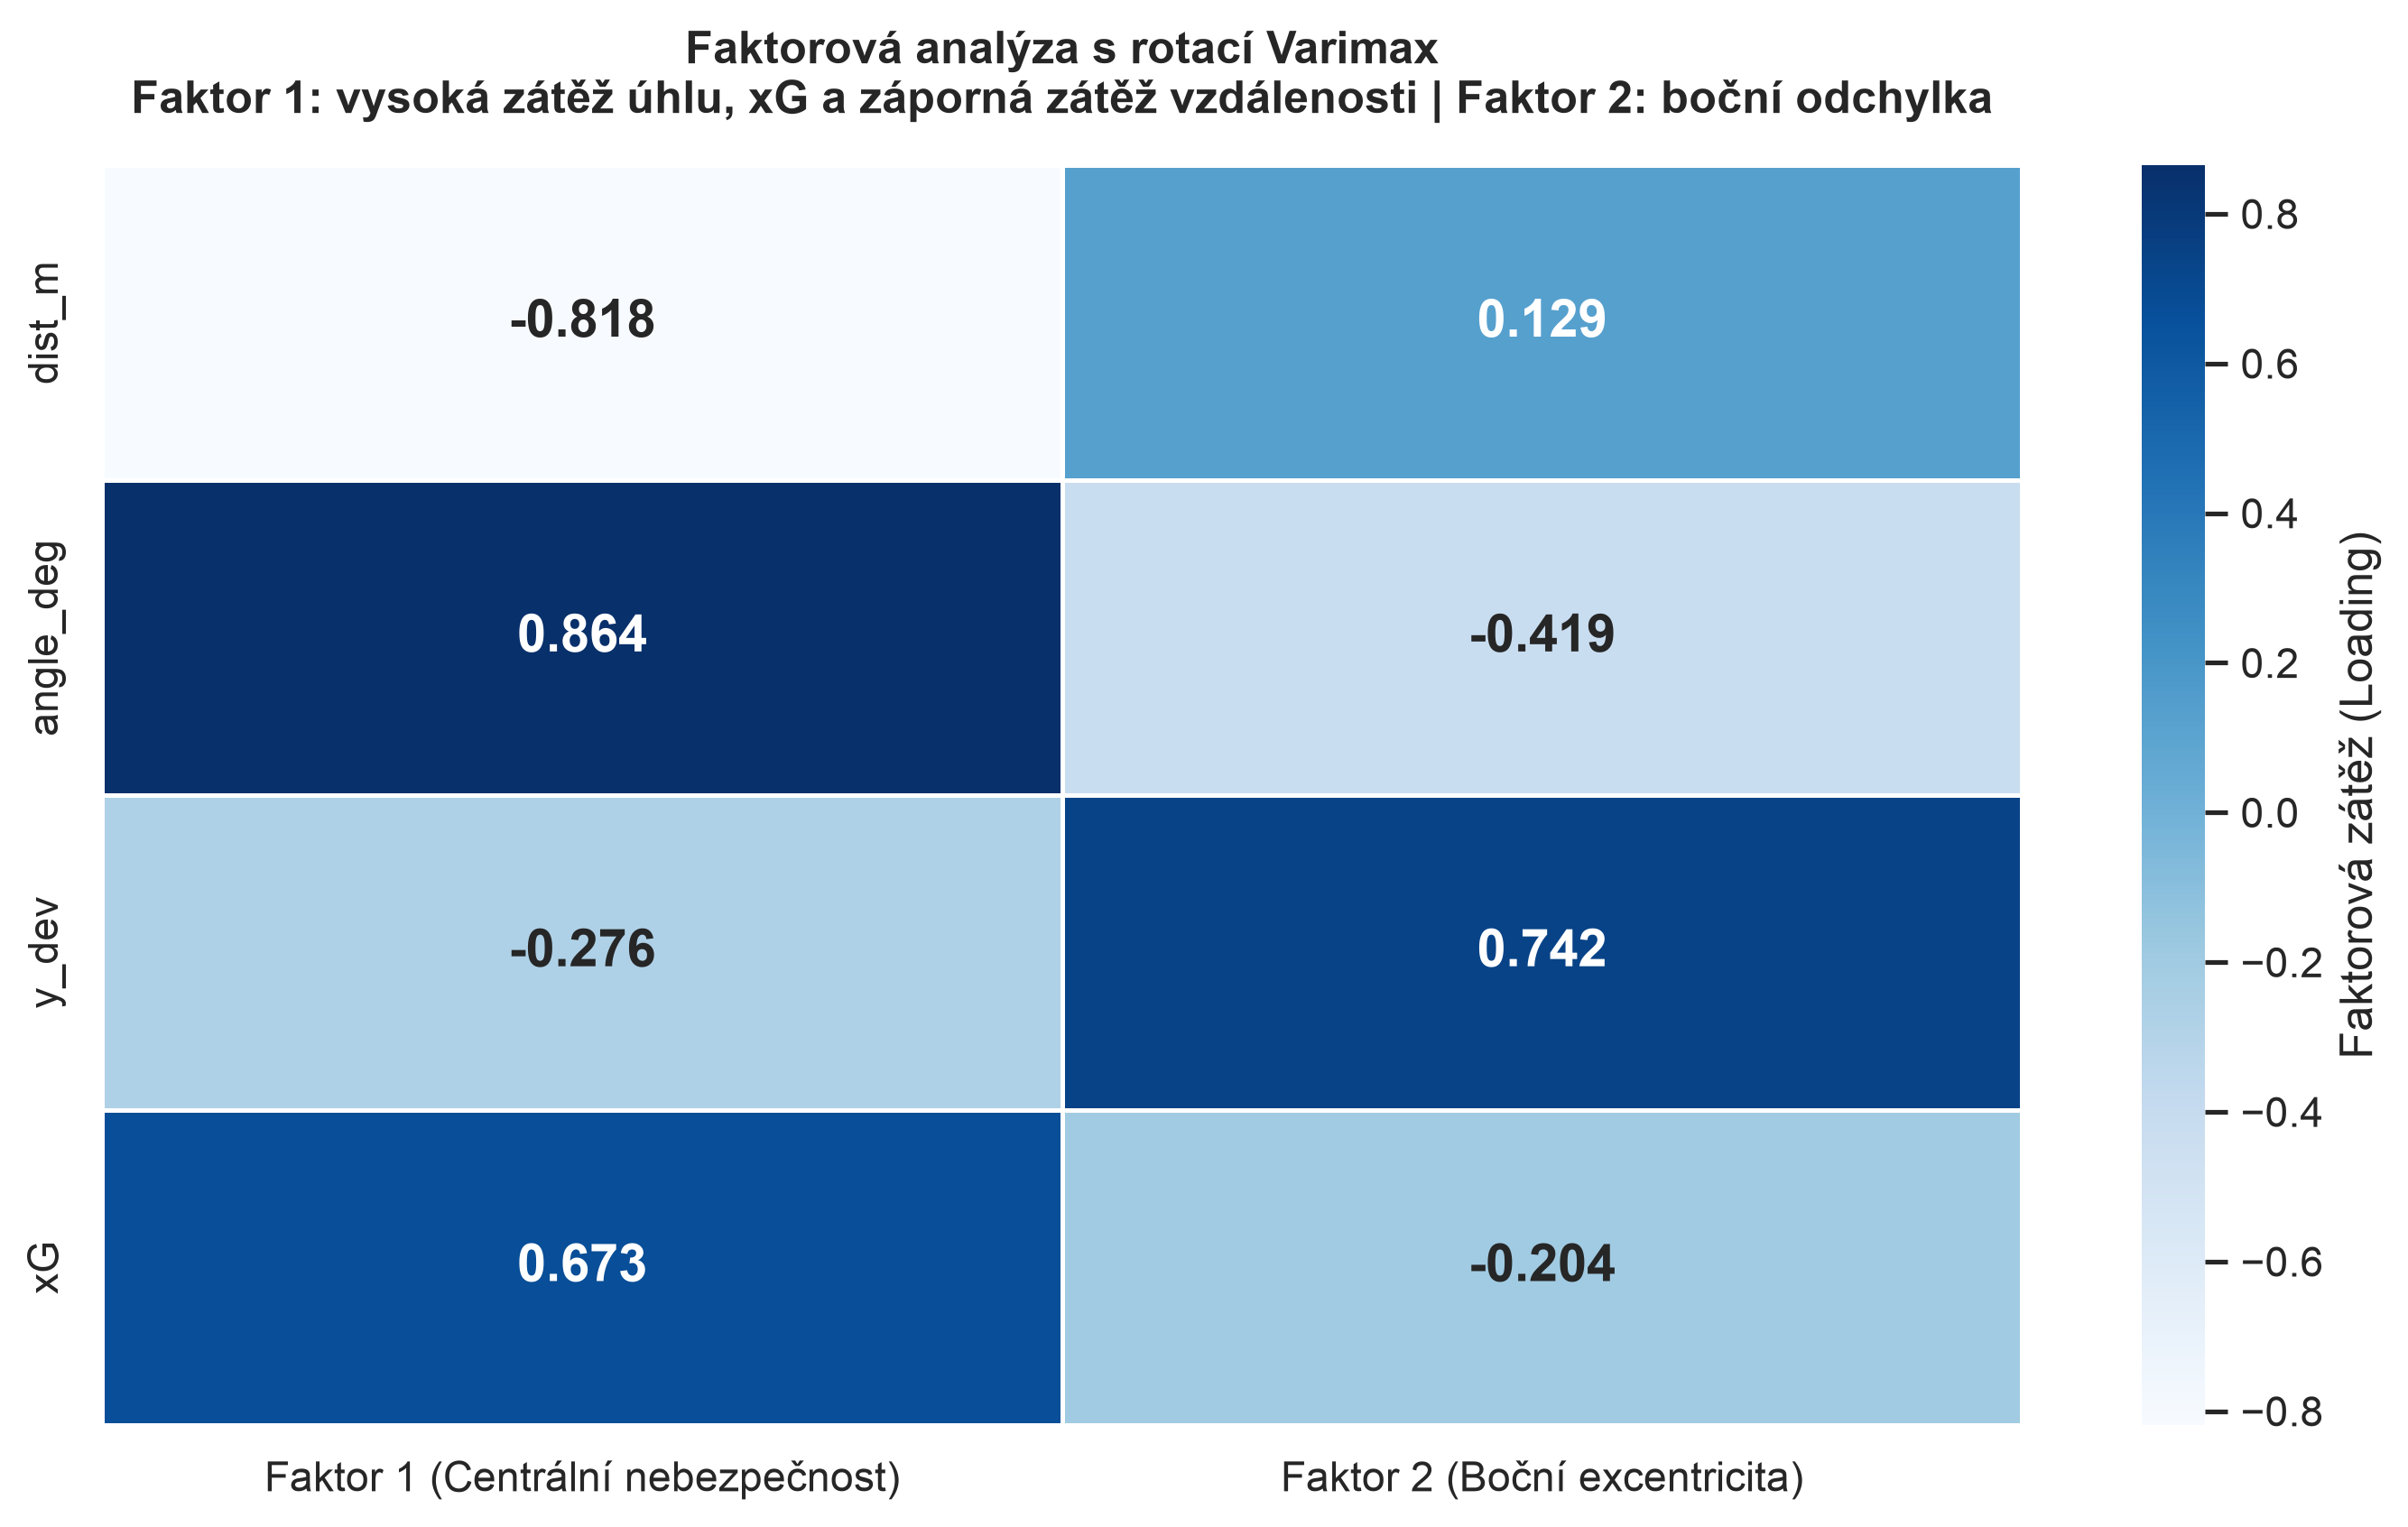 Faktorová analýza s rotací Varimax
Faktor 1: vysoká zátěž úhlu, xG a záporná zátěž vzdálenosti | Faktor 2: boční odchylka
dist_m
-0.818
0.129
angle_deg
0.864
-0.419
y_dev
-0.276
0.742
xG
0.673
-0.204
Faktor 1 (Centrální nebezpečnost)
Faktor 2 (Boční excentricita)
0.8
0.6
0.4
0.2
0.0
−0.2
−0.4
−0.6
−0.8
Faktorová zátěž (Loading)